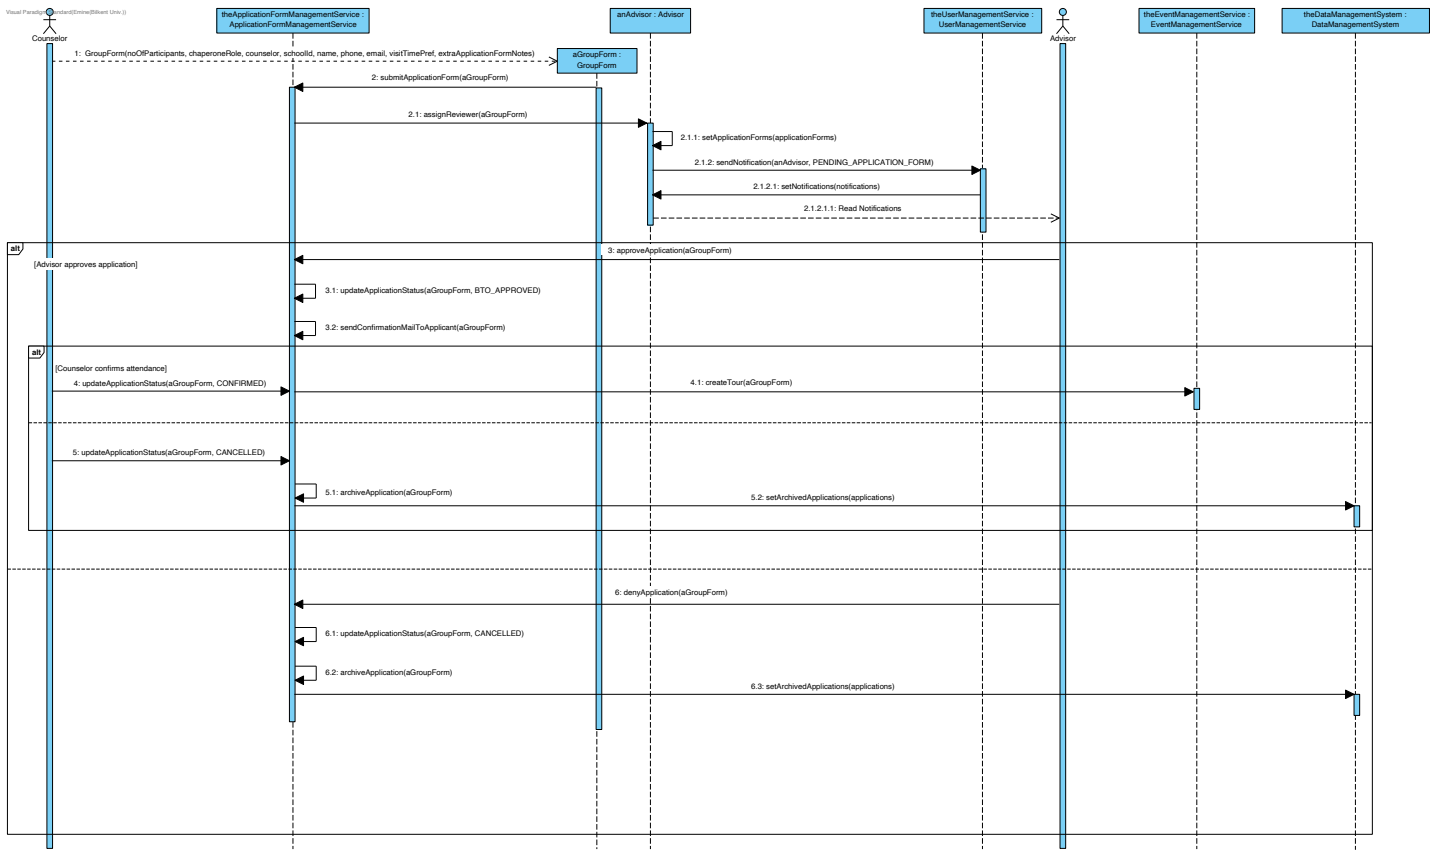 Visual Paradigm Standard(Emine(Bilkent Univ.))
Counselor
theApplicationFormManagementService :
ApplicationFormManagementService
anAdvisor : Advisor
theUserManagementService :
UserManagementService
Advisor
theEventManagementService :
EventManagementService
theDataManagementSystem :
DataManagementSystem
1: GroupForm(noOfParticipants, chaperoneRole, counselor, schoolId, name, phone, email, visitTimePref, extraApplicationFormNotes)
aGroupForm :
GroupForm
2: submitApplicationForm(aGroupForm)
2.1: assignReviewer(aGroupForm)
2.1.1: setApplicationForms(applicationForms)
2.1.2: sendNotification(anAdvisor, PENDING_APPLICATION_FORM)
2.1.2.1: setNotifications(notifications)
2.1.2.1.1: Read Notifications
alt
3: approveApplication(aGroupForm)
[Advisor approves application]
3.1: updateApplicationStatus(aGroupForm, BTO_APPROVED)
3.2: sendConfirmationMailToApplicant(aGroupForm)
alt
[Counselor confirms attendance]
4: updateApplicationStatus(aGroupForm, CONFIRMED)
4.1: createTour(aGroupForm)
5: updateApplicationStatus(aGroupForm, CANCELLED)
5.1: archiveApplication(aGroupForm)
5.2: setArchivedApplications(applications)
6: denyApplication(aGroupForm)
6.1: updateApplicationStatus(aGroupForm, CANCELLED)
6.2: archiveApplication(aGroupForm)
6.3: setArchivedApplications(applications)